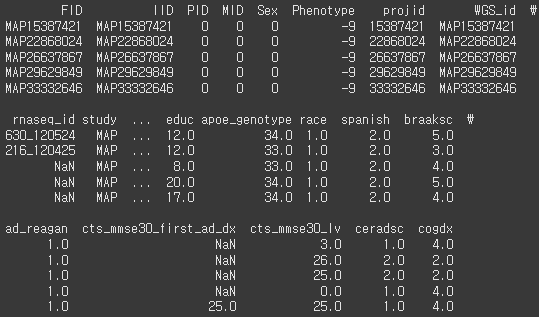 FID IID PID MID Sex Phenotype projid WGS_id ₩
MAP15387421 MAP15387421 0 0 0 -9 15387421 MAP15387421
MAP22868024 MAP22868024 0 0 0 -9 22868024 MAP22868024
MAP26637867 MAP26637867 0 0 0 -9 26637867 MAP26637867
MAP29629849 MAP29629849 0 0 0 -9 29629849 MAP29629849
MAP33332646 MAP33332646 0 0 0 -9 33332646 MAP33332646
rnaseq_id study ... educ apoe_genotype race spanish braaksc ₩
630_120524 MAP ... 12.0 34.0 1.0 2.0 5.0
216_120425 MAP ... 12.0 33.0 1.0 2.0 3.0
NaN MAP ... 8.0 33.0 1.0 2.0 4.0
NaN MAP ... 20.0 34.0 1.0 2.0 5.0
NaN MAP ... 17.0 34.0 1.0 2.0 4.0
ad_reagan cts_mmse30_first_ad_dx cts_mmse30_lv ceradsc cogdx
1.0 NaN 3.0 1.0 4.0
1.0 NaN 26.0 2.0 2.0
1.0 NaN 25.0 2.0 2.0
1.0 NaN 0.0 1.0 4.0
1.0 25.0 25.0 1.0 4.0